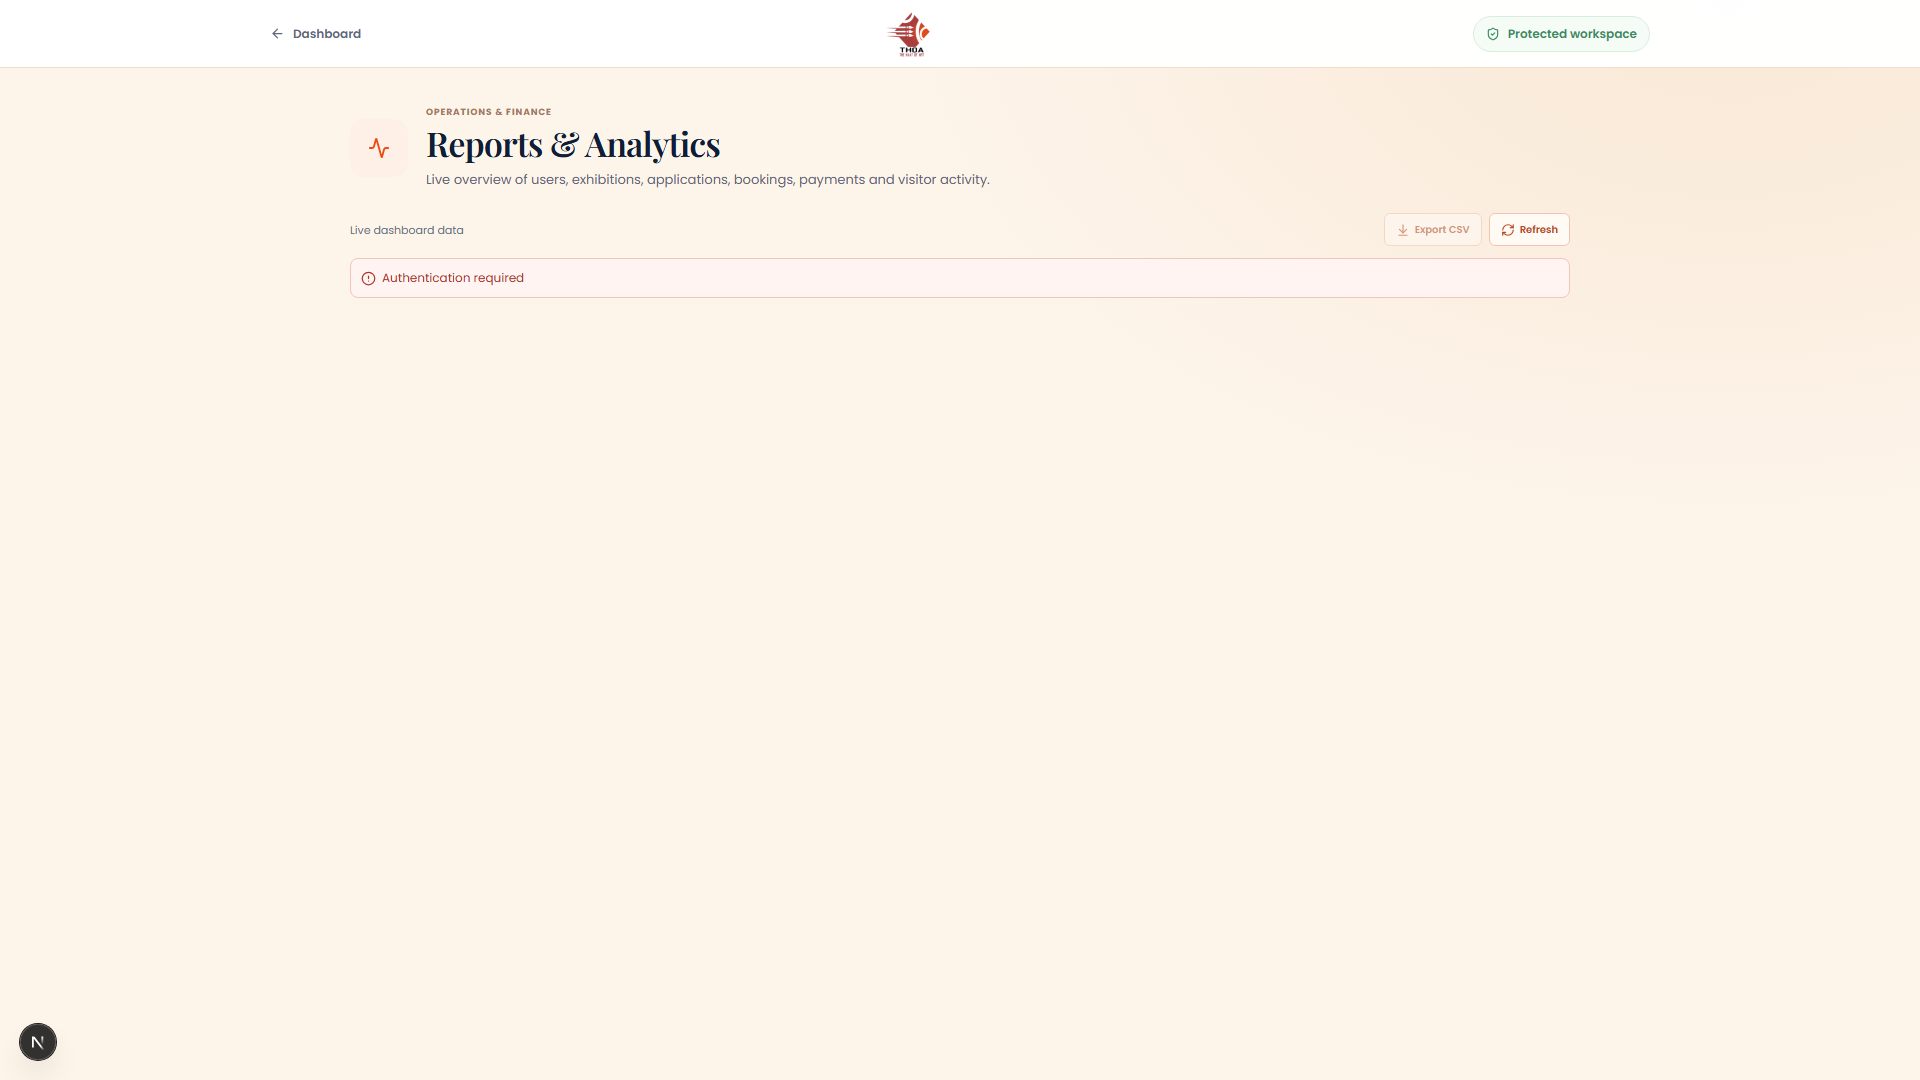 Dashboard
THOA
Protected workspace
OPERATIONS & FINANCE
Reports & Analytics
Live overview of users, exhibitions, applications, bookings, payments and visitor activity.
Live dashboard data
Export CSV
Refresh
Authentication required
N